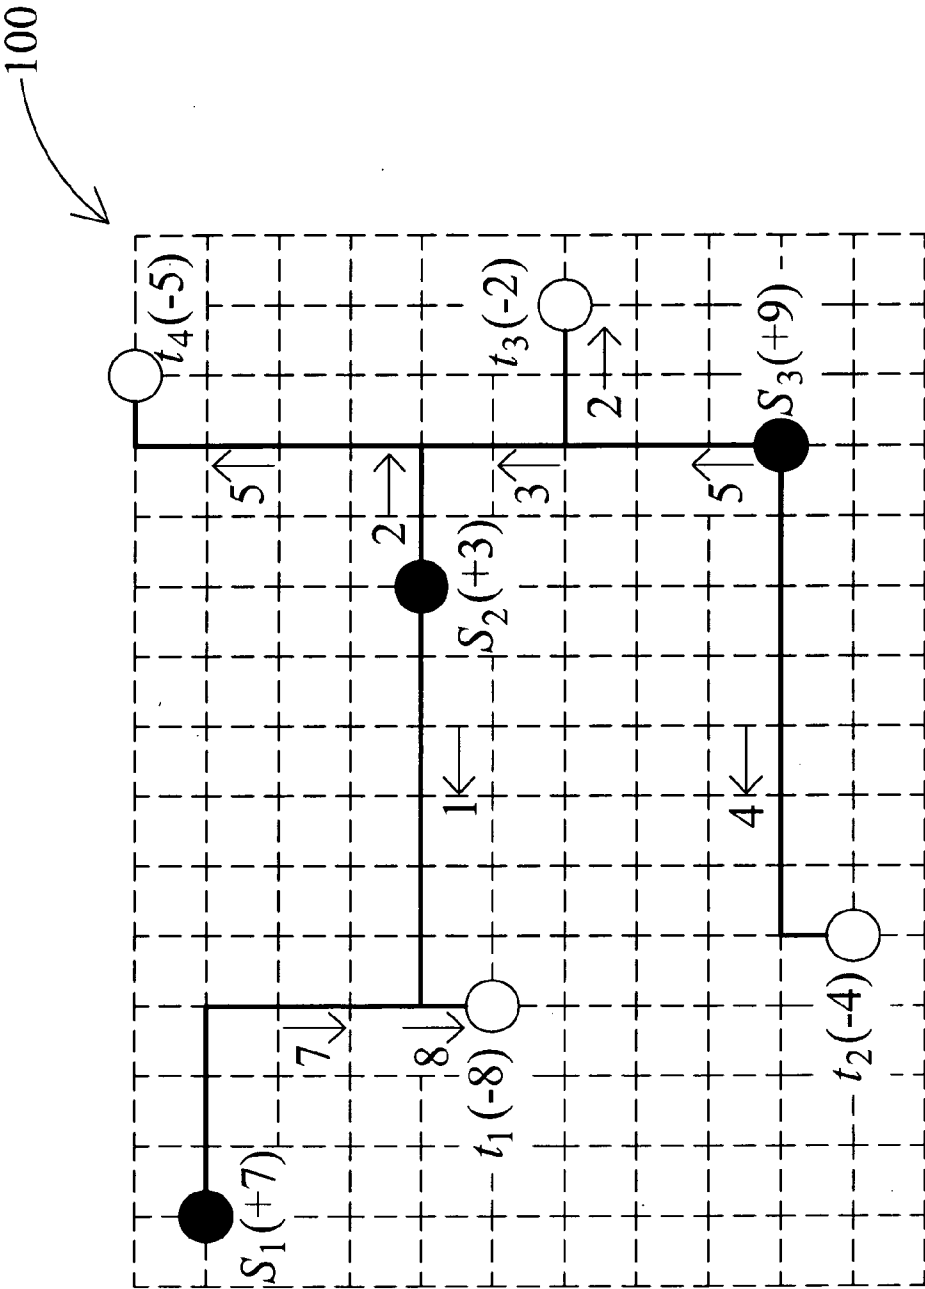 100
t4(-5)
5
S1(+7)
7
2
8
1
S2(+3)
t1(-8)
t3(-2)
3
2
5
4
S3(+9)
t2(-4)